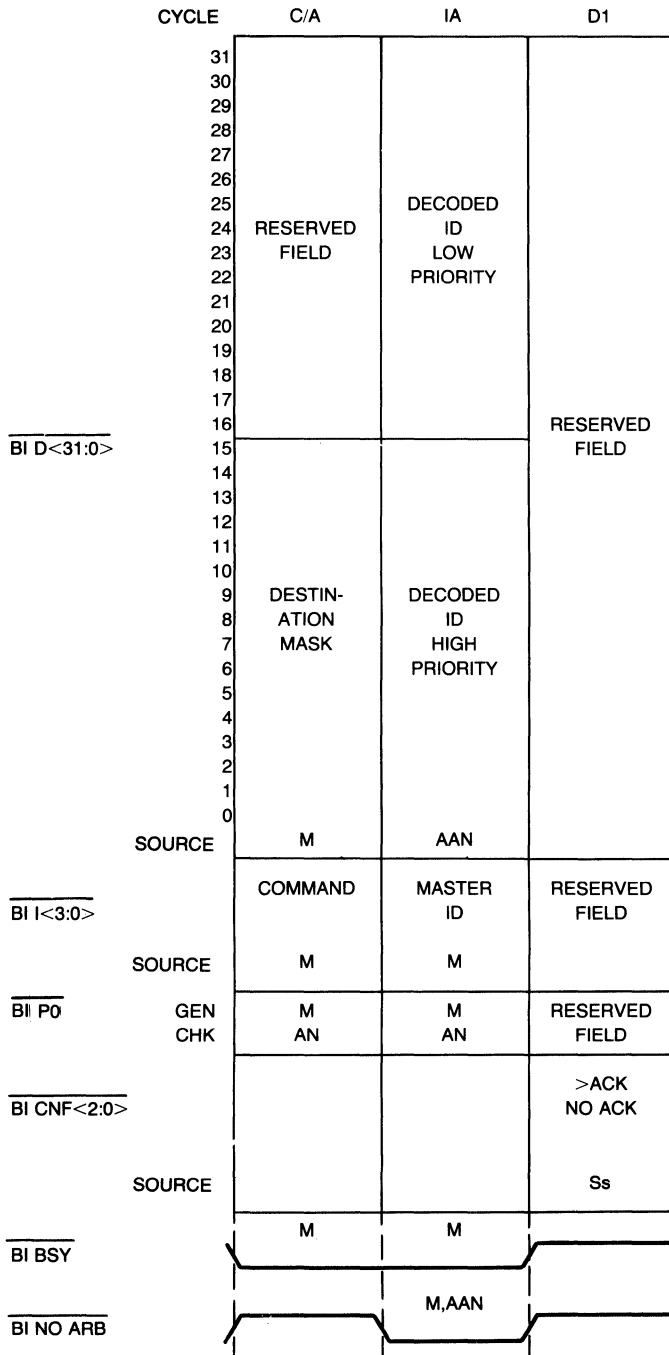 CYCLE C/A IA D1
31
30
29
28
27
26
25 DECODED
24 RESERVED ID
23 FIELD LOW
22 PRIORITY
21
20
19
18
17
16 RESERVED
BI D<31:0> 15 FIELD
14
13
12
11
10
9 DESTIN- DECODED
8 ATION ID
7 MASK HIGH
6 PRIORITY
5
4
3
2
1
0
SOURCE M AAN
COMMAND MASTER RESERVED
BI I<3:0> ID FIELD
SOURCE M M
BI P0 GEN M M RESERVED
CHK AN AN FIELD
>ACK
BI CNF<2:0> NO ACK
SOURCE Ss
M M
BI BSY
M,AAN
BI NO ARB